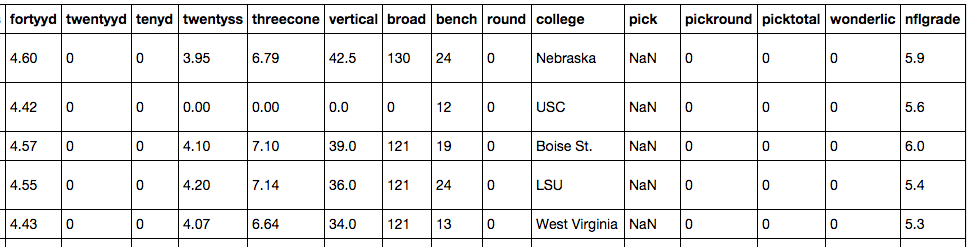 fortyyd twentyyd tenyd twentyss threecone vertical broad bench round college pick pickround picktotal wonderlic nflgrade
4.60 0 0 3.95 6.79 42.5 130 24 0 Nebraska NaN 0 0 0 5.9
4.42 0 0 0.00 0.00 0.0 0 12 0 USC NaN 0 0 0 5.6
4.57 0 0 4.10 7.10 39.0 121 19 0 Boise St. NaN 0 0 0 6.0
4.55 0 0 4.20 7.14 36.0 121 24 0 LSU NaN 0 0 0 5.4
4.43 0 0 4.07 6.64 34.0 121 13 0 West Virginia NaN 0 0 0 5.3